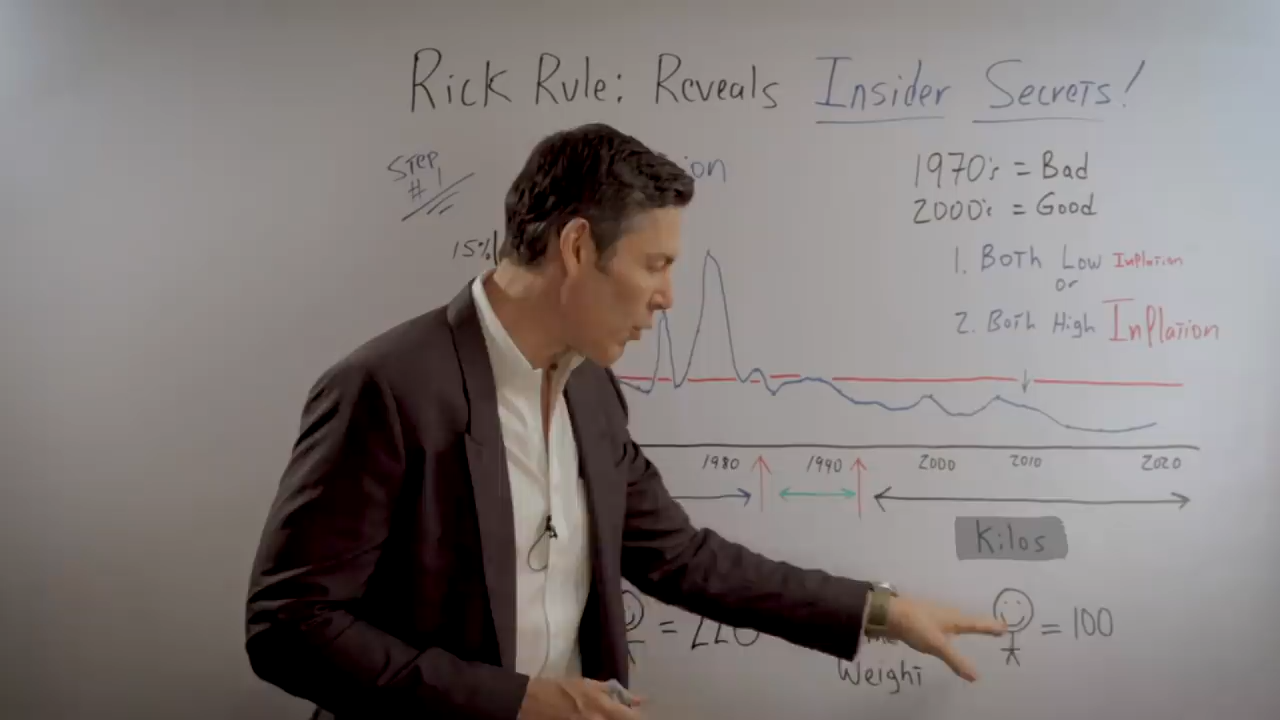 Rick Rule: Reveals Insider Secrets!
STEP
#1
1970's = Bad
2000's = Good
15%
1. Both Low Inflation
or
2. Both High Inflation
1980 1990 2000 2010 2020
Kilos
= 220
= 100
Weight